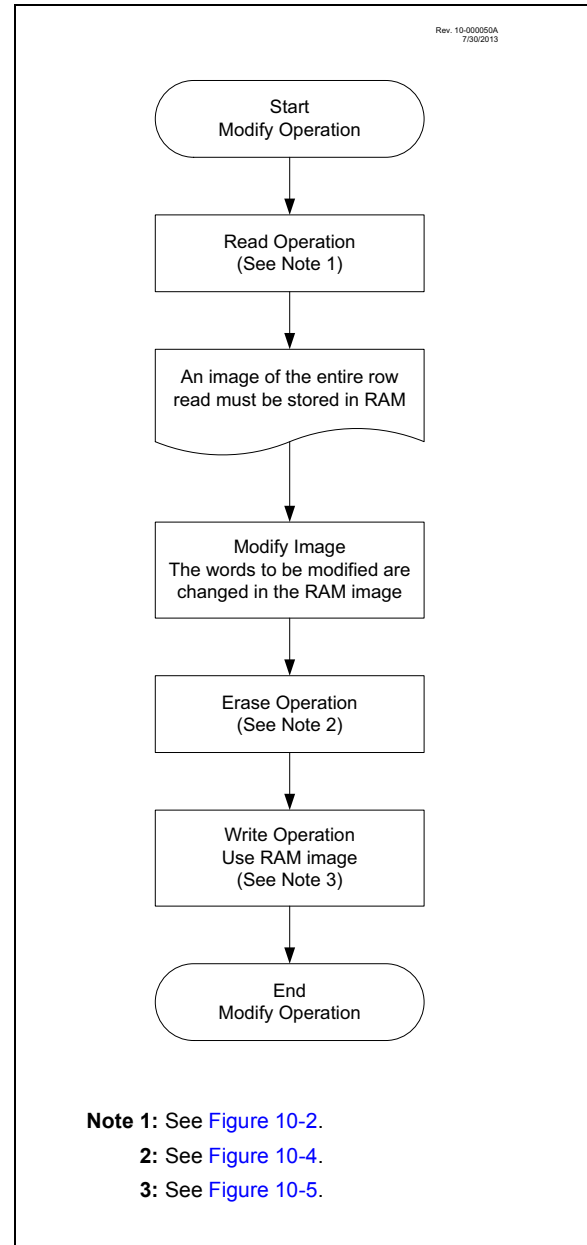 Rev. 10-000050A
7/30/2013
Start
Modify Operation
Read Operation
(See Note 1)
An image of the entire row
read must be stored in RAM
Modify Image
The words to be modified are
changed in the RAM image
Erase Operation
(See Note 2)
Write Operation
Use RAM image
(See Note 3)
End
Modify Operation
Note 1: See Figure 10-2.
2: See Figure 10-4.
3: See Figure 10-5.